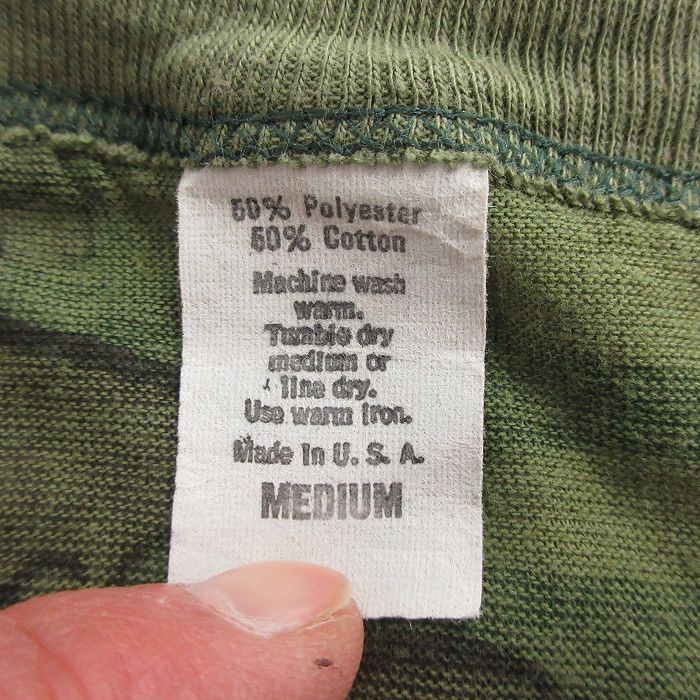 50% Polyester
50% Cotton
Machine wash
warm.
Tumble dry
medium or
line dry.
Use warm iron.
Made In U. S. A.
MEDIUM